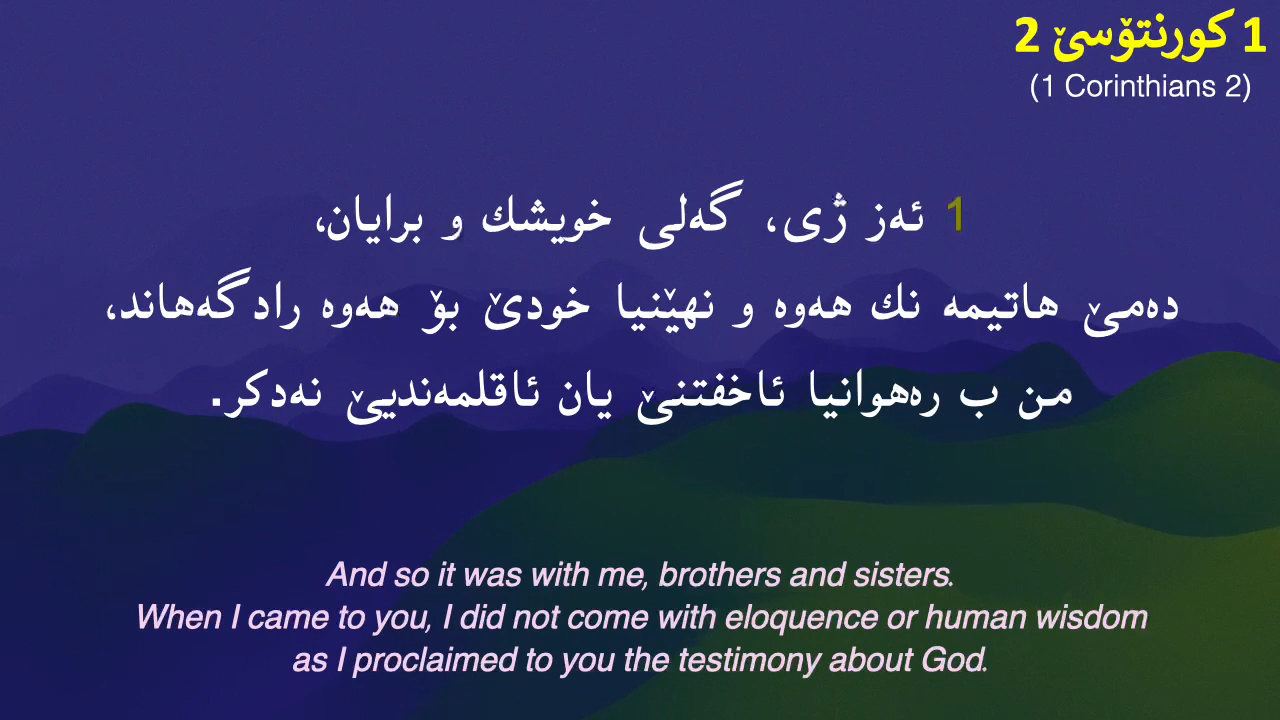 1 کورنتۆسێ 2
(1 Corinthians 2)
1 ئەز ژی، گەلی خویشك و برایان،
دەمێ هاتیمە نك هەوە و نهێنیا خودێ بۆ هەوە رادگەهاند،
من ب رەهوانیا ئاخفتنێ یان ئاقلمەندیێ نەدکر.
And so it was with me, brothers and sisters.
When I came to you, I did not come with eloquence or human wisdom
as I proclaimed to you the testimony about God.